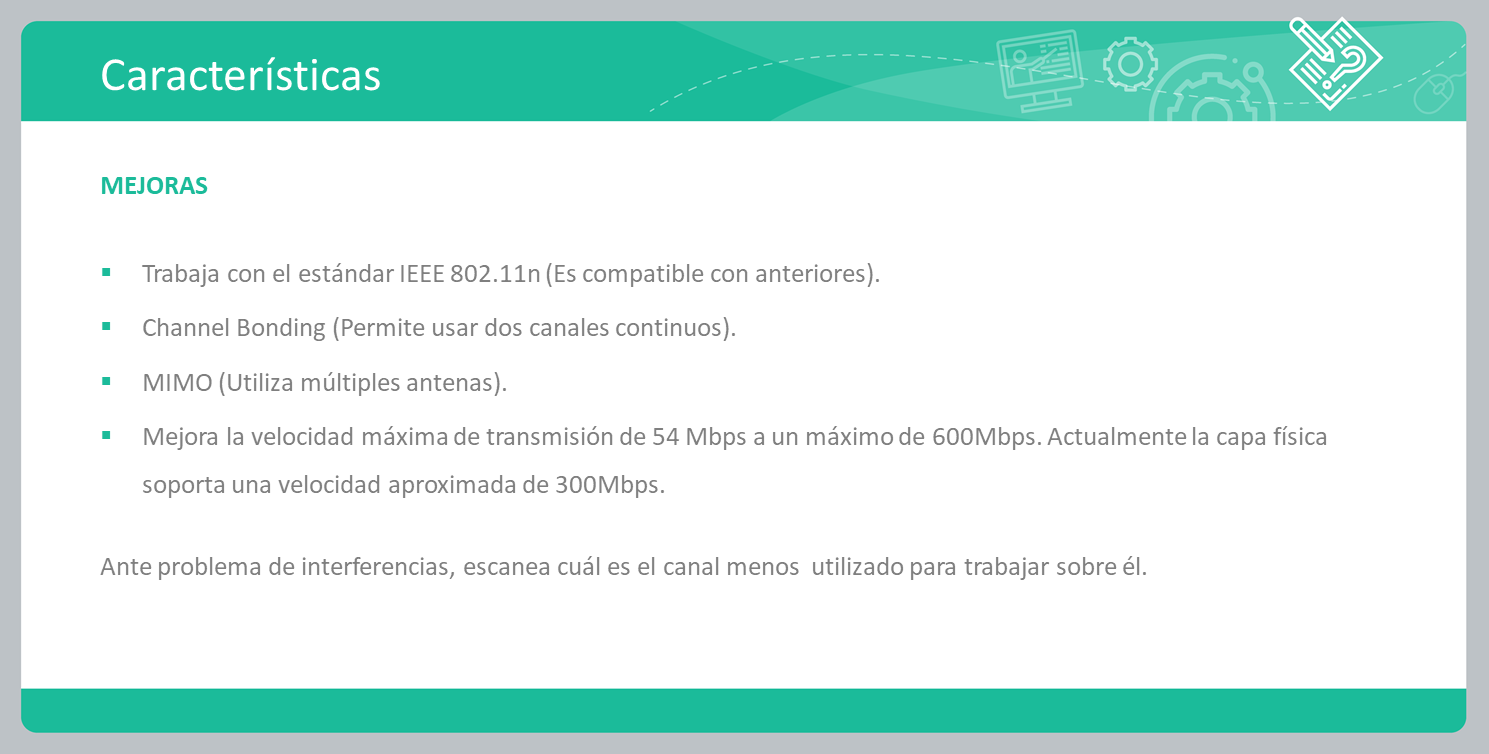 Características
MEJORAS
Trabaja con el estándar IEEE 802.11n (Es compatible con anteriores).
Channel Bonding (Permite usar dos canales continuos).
MIMO (Utiliza múltiples antenas).
Mejora la velocidad máxima de transmisión de 54 Mbps a un máximo de 600Mbps. Actualmente la capa física
soporta una velocidad aproximada de 300Mbps.
Ante problema de interferencias, escanea cuál es el canal menos  utilizado para trabajar sobre él.